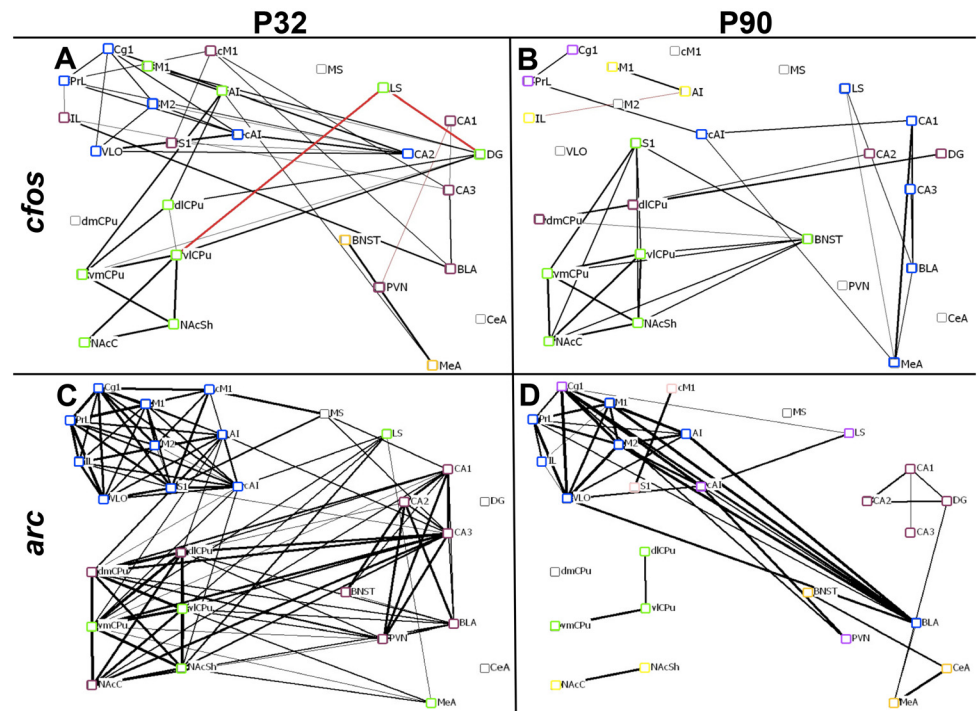 P32 P90
cfos
A
Cg1
cM1
M1
MS
PrL
AI
LS
M2
IL
CA1
S1
cAI
VLO
CA2
DG
CA3
dlCPu
dmCPu
BNST
vlCPu
vmCPu
BLA
PVN
NAcSh
CeA
NAcC
MeA
B
Cg1
cM1
M1
MS
PrL
AI
LS
IL
M2
CA1
cAI
S1
VLO
CA2
DG
CA3
dlCPu
dmCPu
BNST
vlCPu
vmCPu
BLA
PVN
NAcSh
CeA
NAcC
MeA
arc
C
Cg1
cM1
M1
MS
PrL
AI
LS
M2
IL
CA1
S1
cAI
VLO
CA2
DG
CA3
dlCPu
dmCPu
BNST
vlCPu
vmCPu
BLA
PVN
NAcSh
CeA
NAcC
MeA
D
Cg1
cM1
M1
MS
PrL
AI
LS
M2
IL
CA1
S1
cAI
VLO
CA2
DG
CA3
dlCPu
dmCPu
BNST
vlCPu
vmCPu
BLA
PVN
NAcSh
CeA
NAcC
MeA